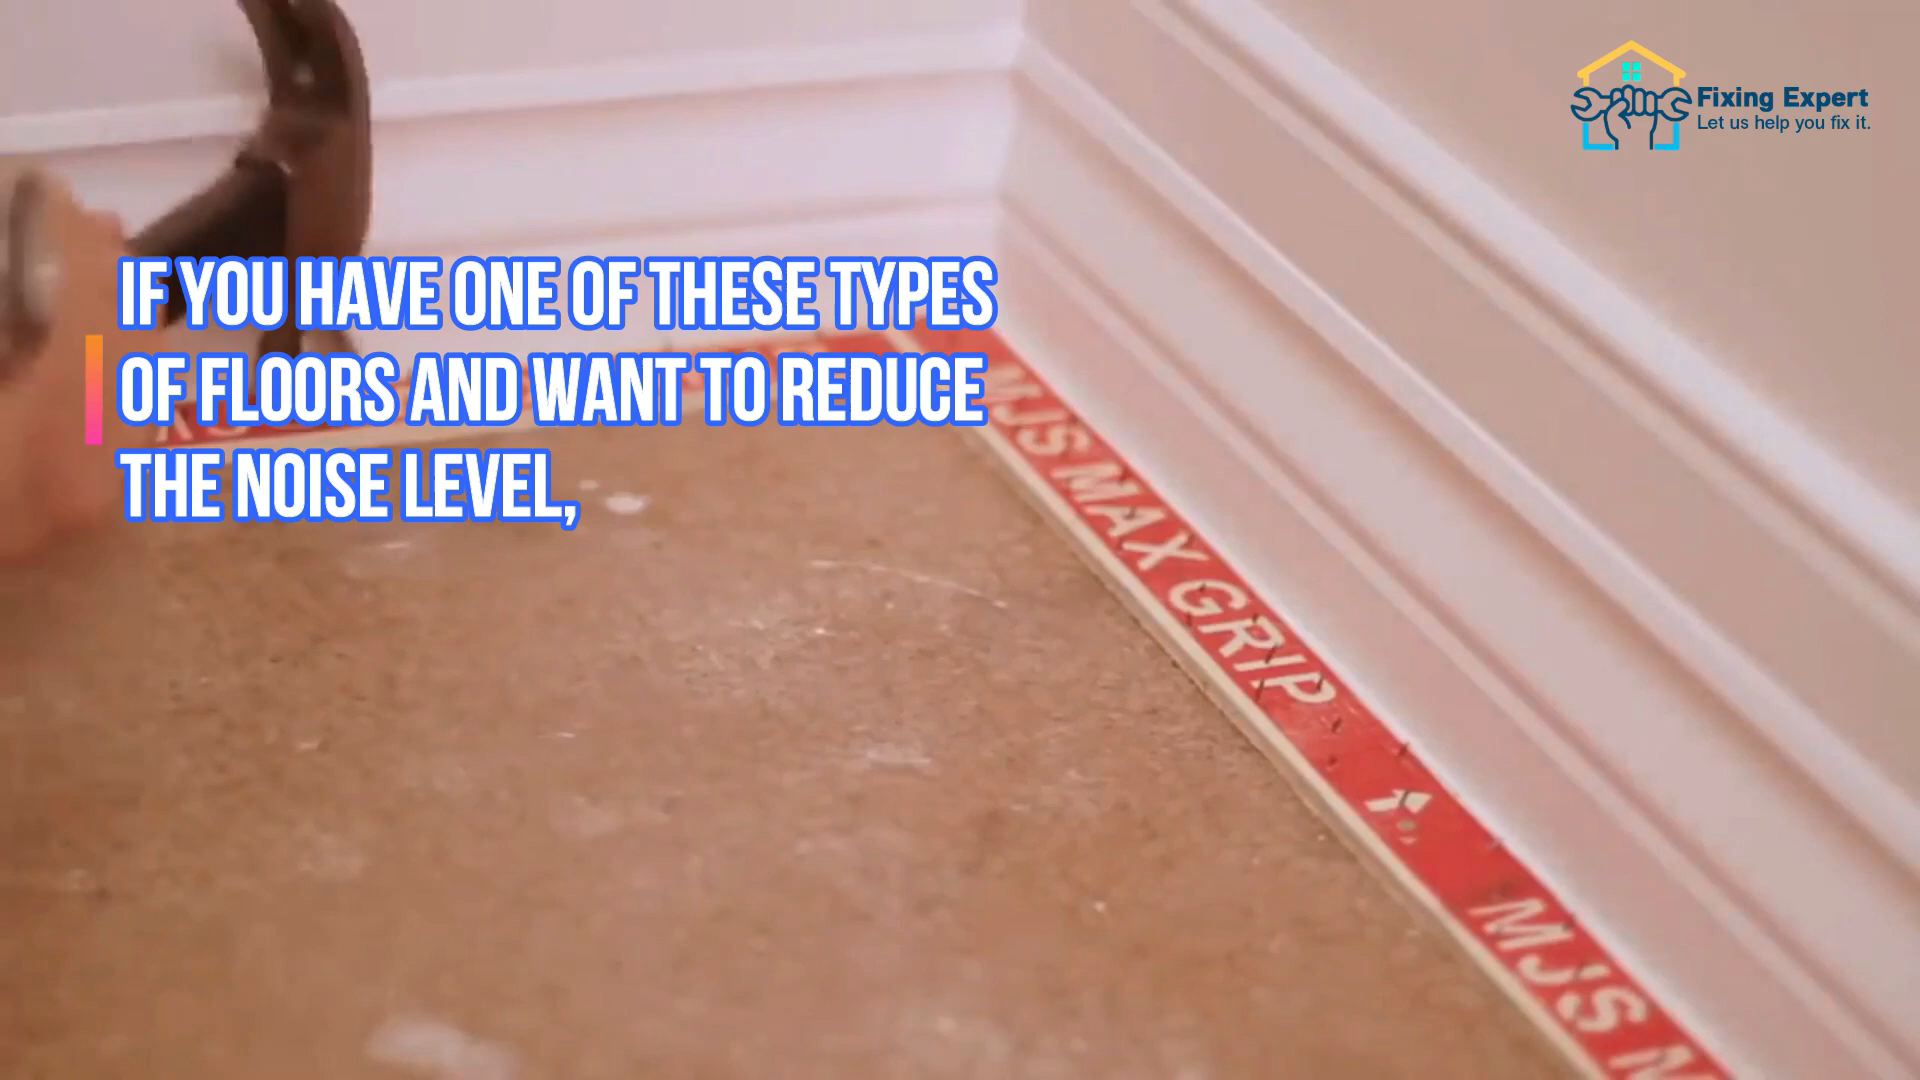 Fixing Expert
Let us help you fix it.
IF YOU HAVE ONE OF THESE TYPES
OF FLOORS AND WANT TO REDUCE
THE NOISE LEVEL,
MJS MAX GRIP
MJS M